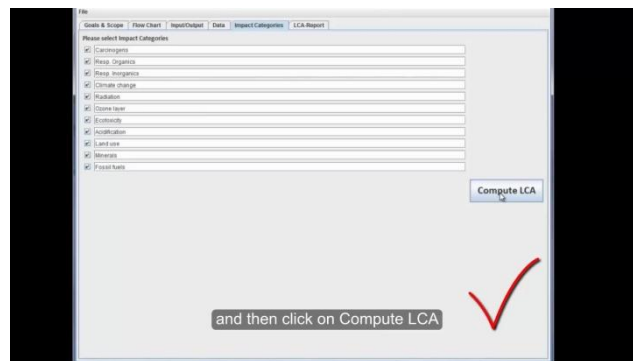 File
Goals & Scope Flow Chart Input/Output Data Impact Categories LCA-Report
Please select Impact Categories
Carcinogens
Resp. Organics
Resp. Inorganics
Climate change
Radiation
Ozone layer
Ecotoxicity
Acidification
Land use
Minerals
Fossil fuels
Compute LCA
and then click on Compute LCA